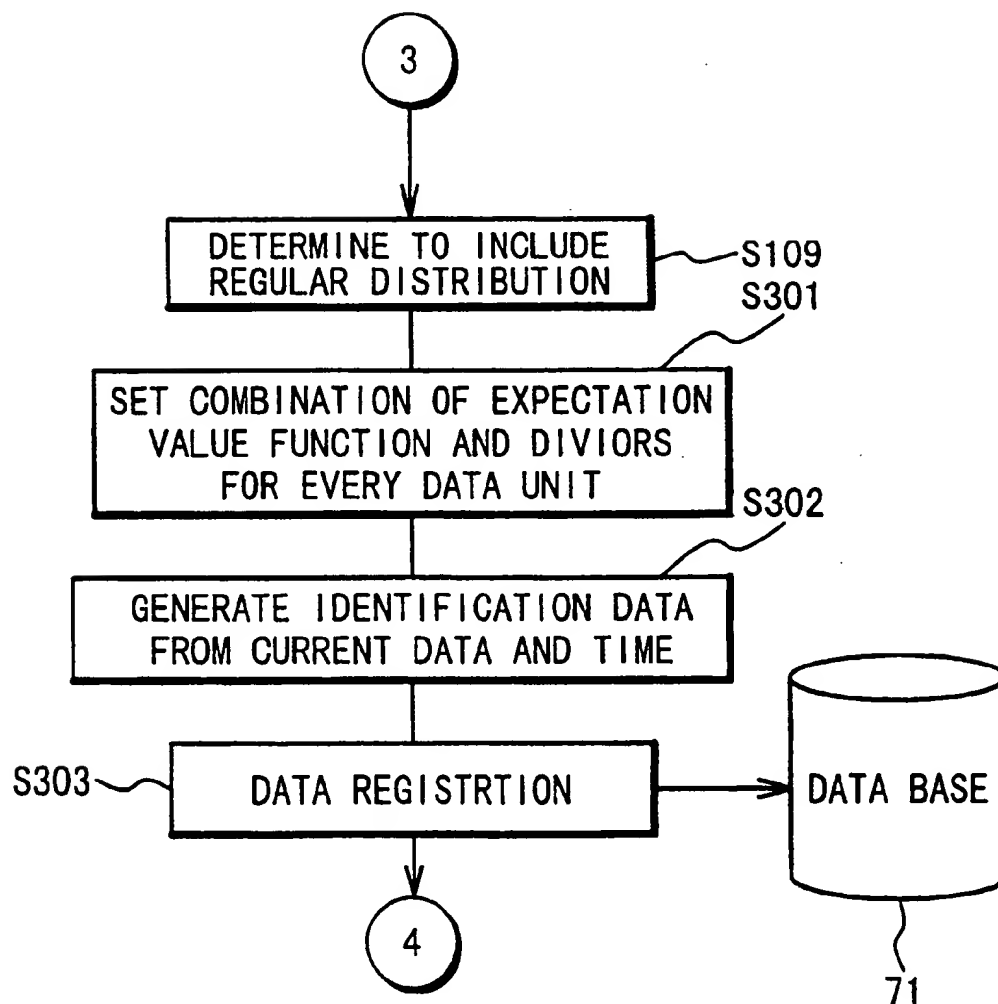 3
DETERMINE TO INCLUDE
REGULAR DISTRIBUTION
S109
S301
SET COMBINATION OF EXPECTATION
VALUE FUNCTION AND DIVIORS
FOR EVERY DATA UNIT
S302
GENERATE IDENTIFICATION DATA
FROM CURRENT DATA AND TIME
S303
DATA REGISTRTION
DATA BASE
4
71